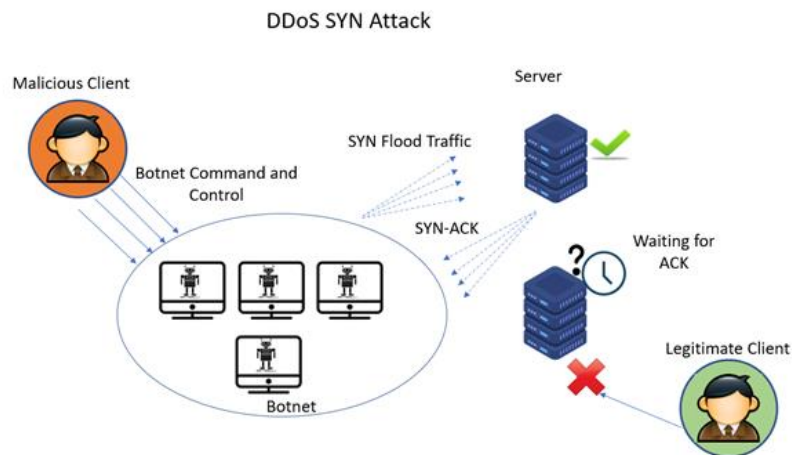 DDoS SYN Attack
Malicious Client
Server
SYN Flood Traffic
Botnet Command and
Control
SYN-ACK
Waiting for
ACK
?
Legitimate Client
Botnet